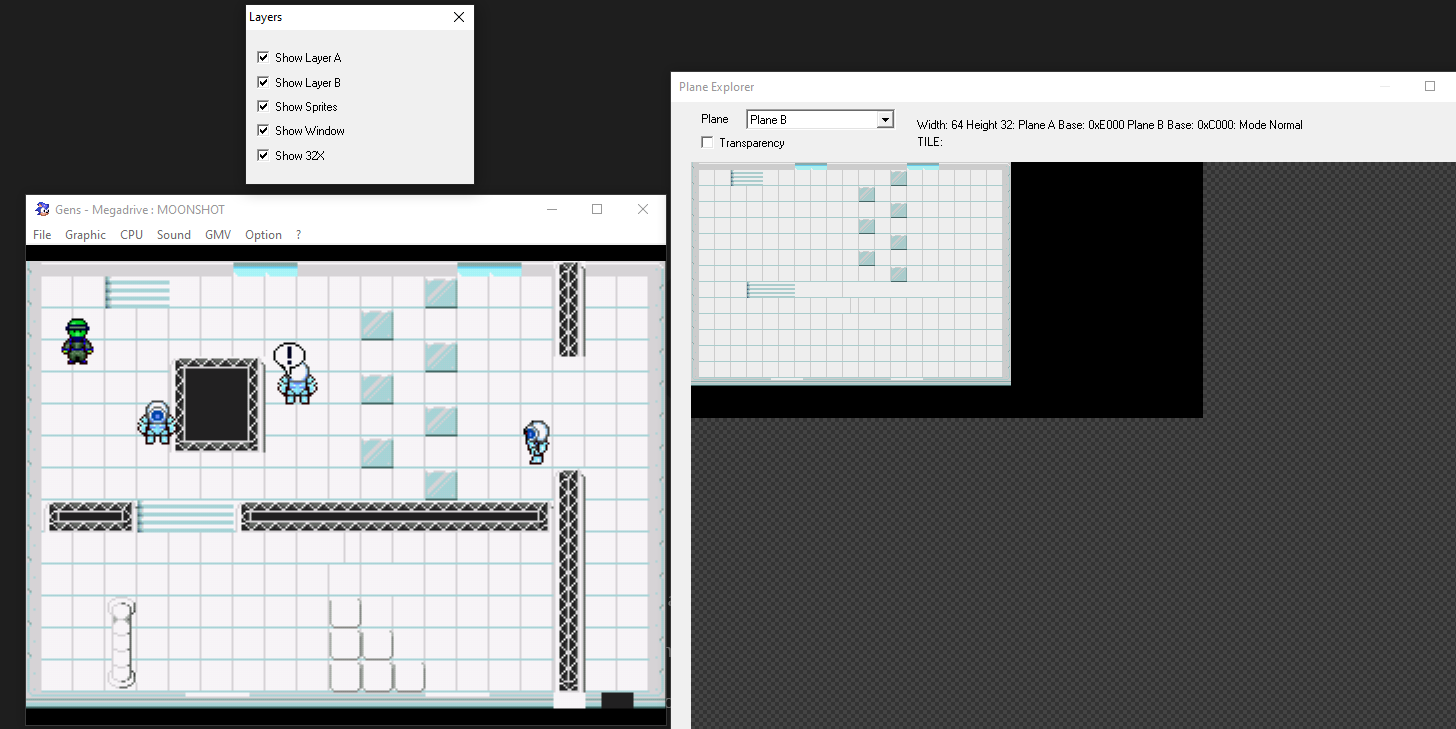 Layers
Show Layer A
Show Layer B
Show Sprites
Show Window
Show 32X
Plane Explorer
Plane Plane B
Transparency
Width: 64 Height 32: Plane A Base: 0xE000 Plane B Base: 0xC000: Mode Normal
TILE:
Gens - Megadrive : MOONSHOT
File Graphic CPU Sound GMV Option ?
!